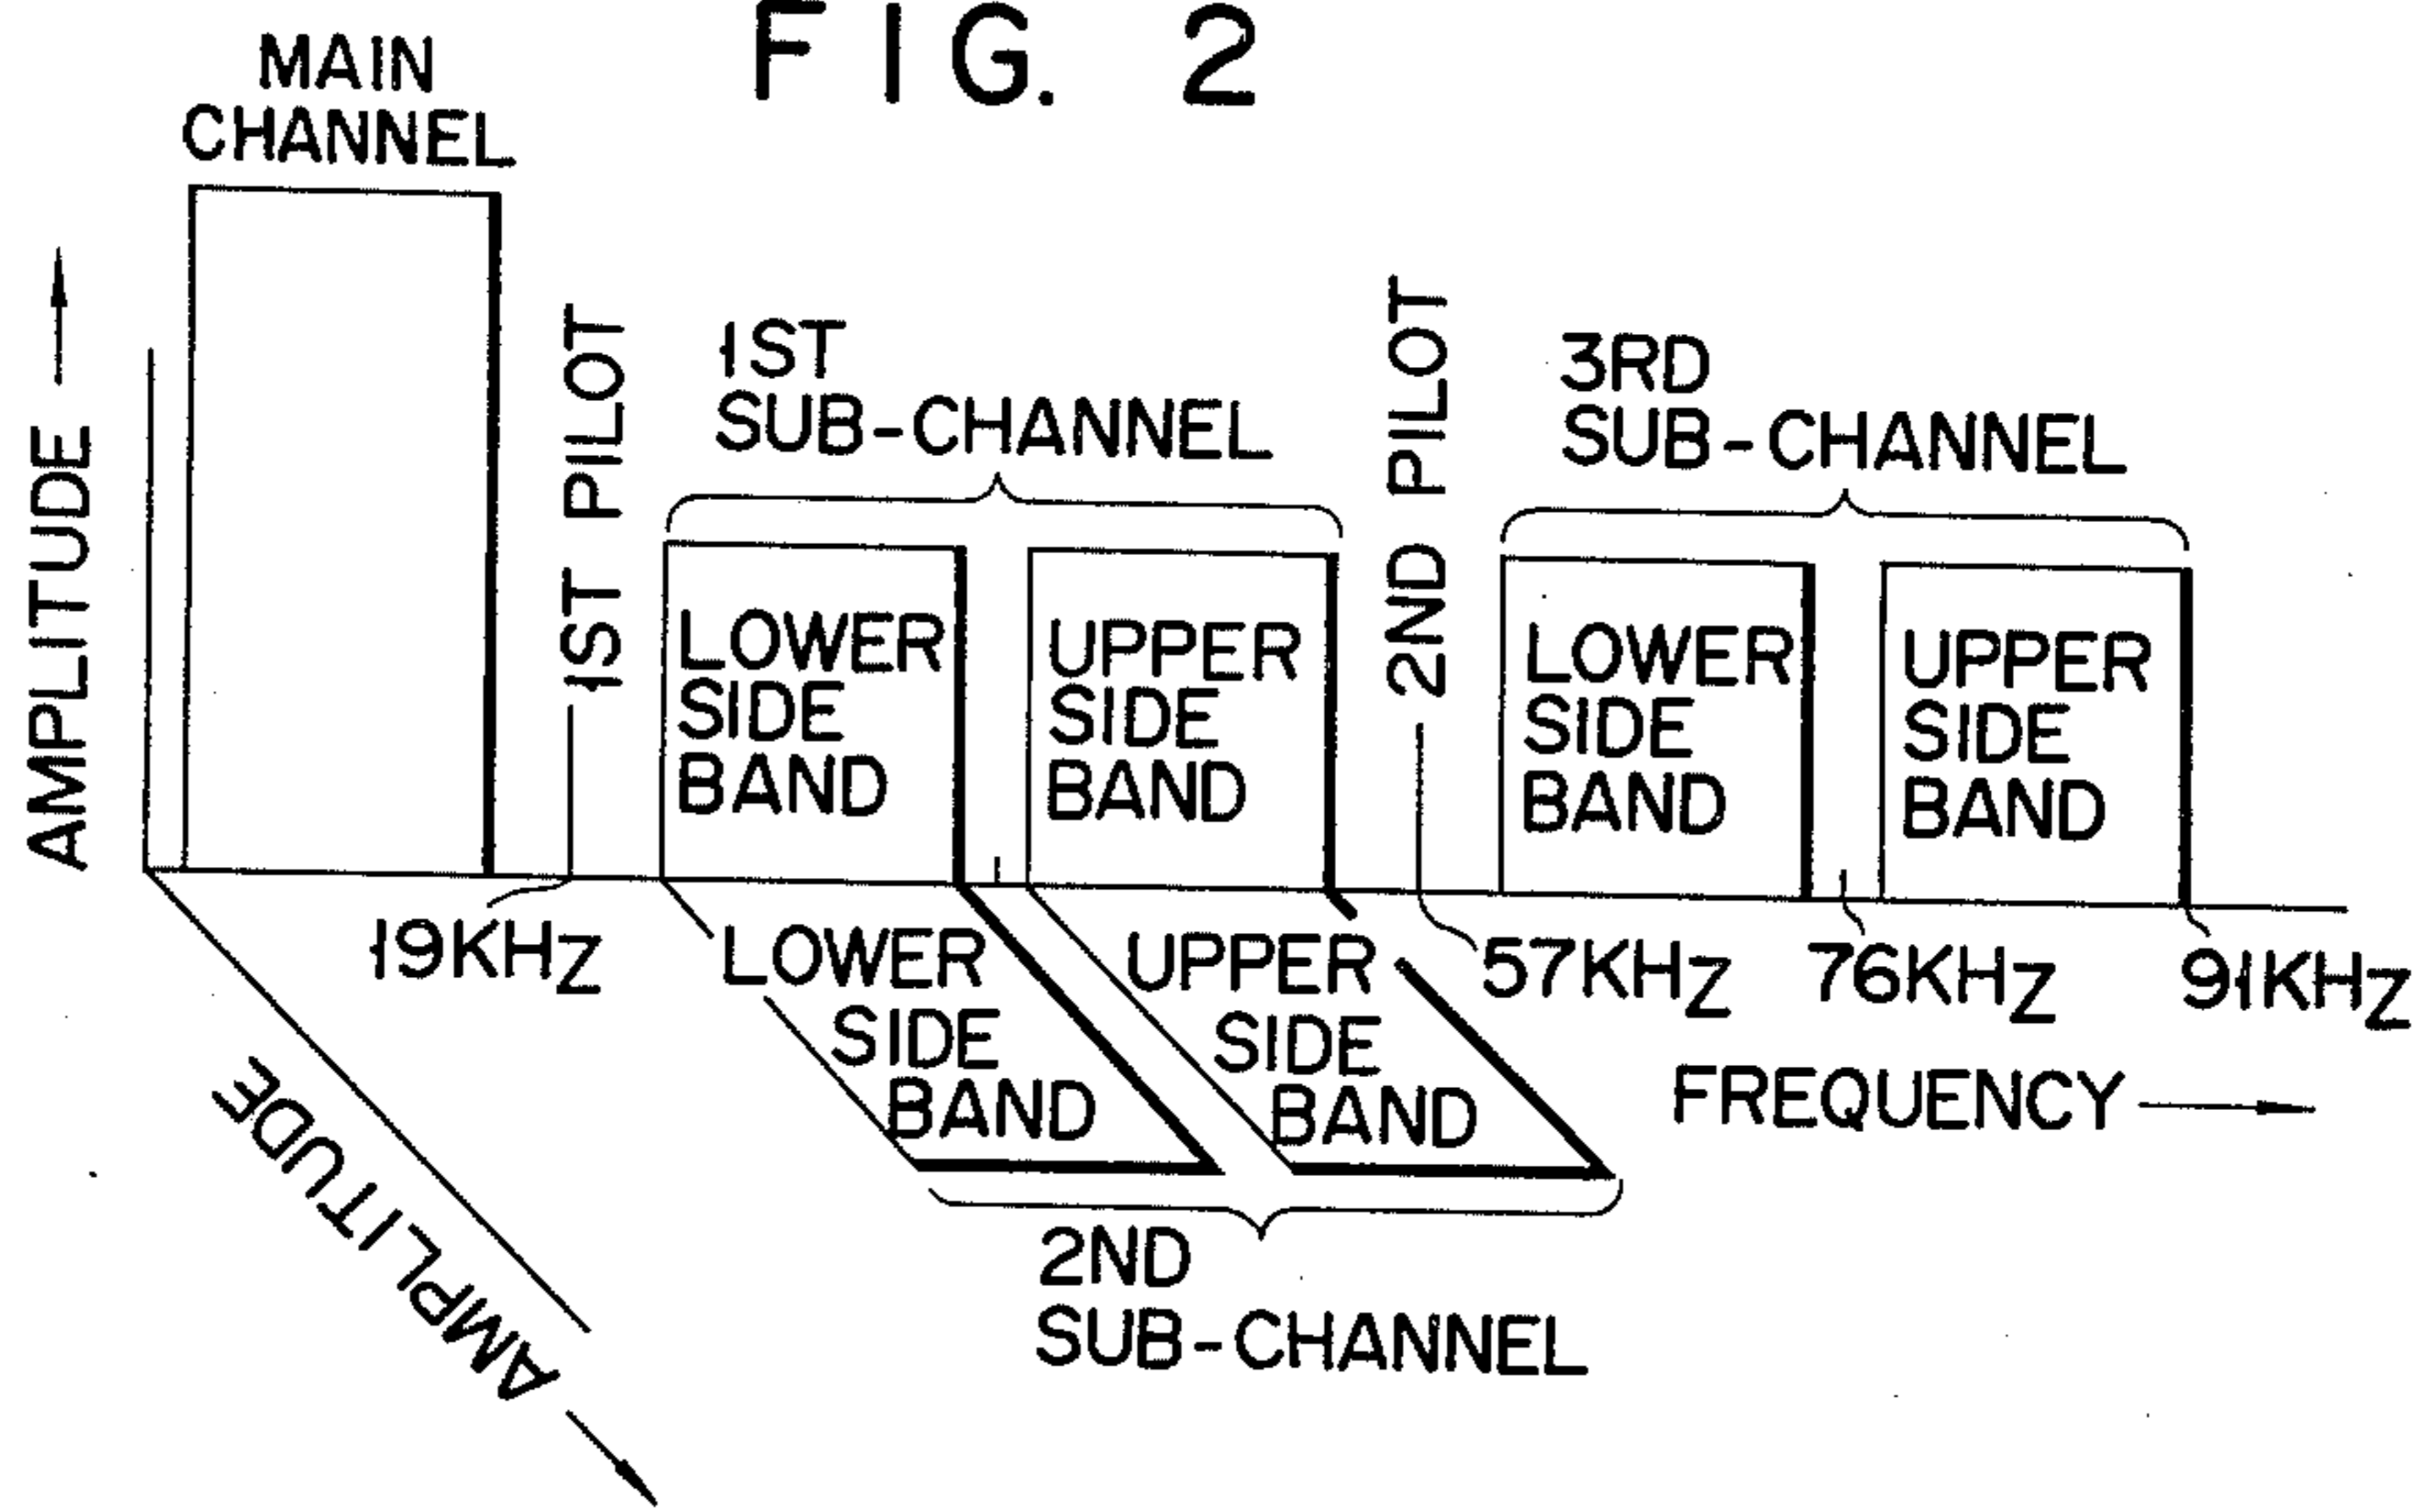 FIG. 2
MAIN
CHANNEL
AMPLITUDE
1ST PILOT
1ST
SUB-CHANNEL
2ND PILOT
3RD
SUB-CHANNEL
LOWER
SIDE
BAND
UPPER
SIDE
BAND
LOWER
SIDE
BAND
UPPER
SIDE
BAND
19KHZ
LOWER
SIDE
BAND
UPPER
SIDE
BAND
57KHZ
76KHZ
91KHZ
FREQUENCY
AMPLITUDE
2ND
SUB-CHANNEL